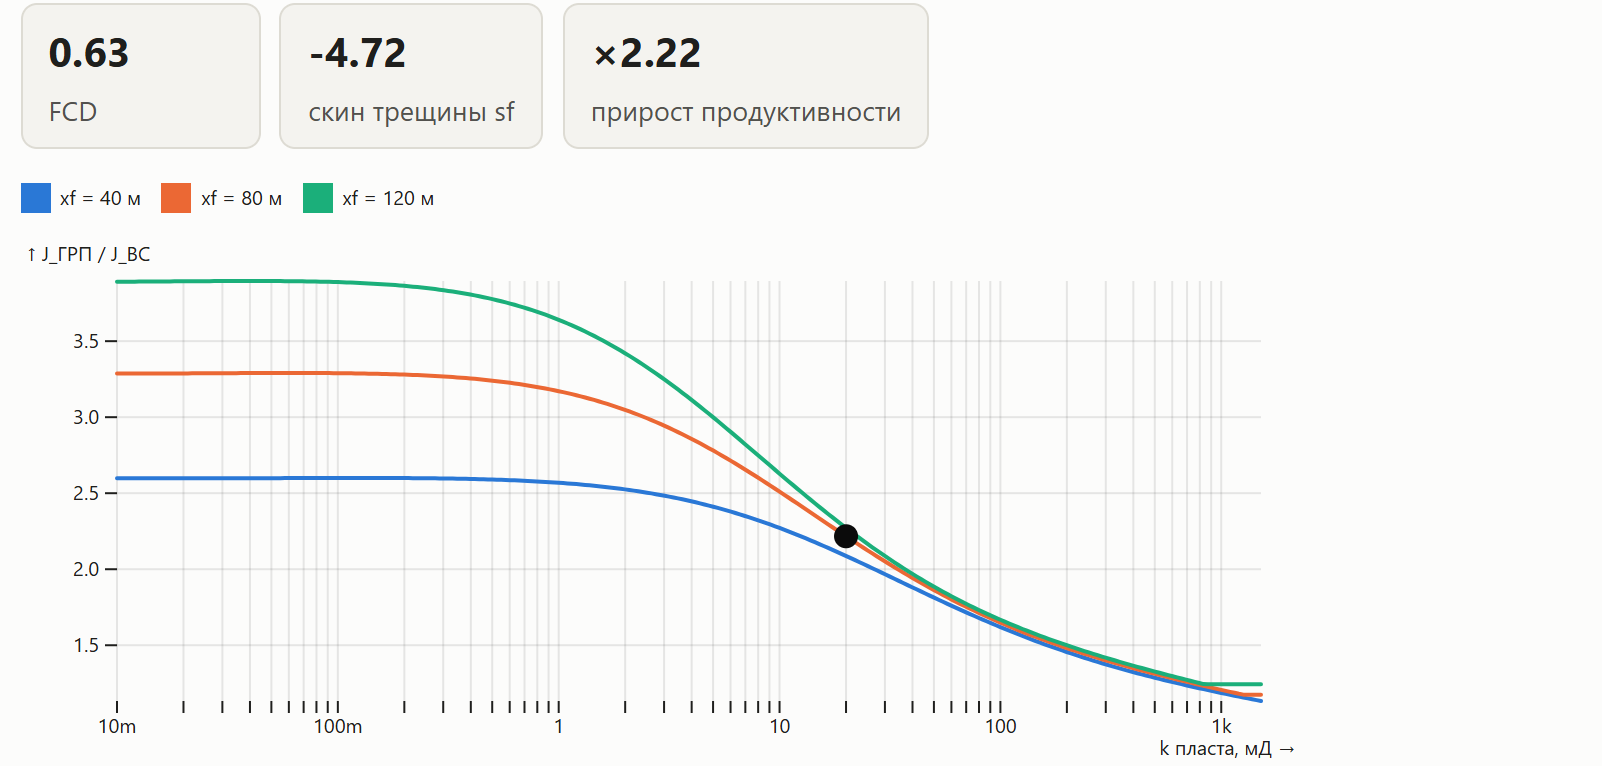 0.63
FCD
-4.72
скин трещины sf
×2.22
прирост продуктивности
xf = 40 м
xf = 80 м
xf = 120 м
↑ J_ГРП / J_ВС
3.5
3.0
2.5
2.0
1.5
10m 100m 1 10 100 1k
k пласта, мД →